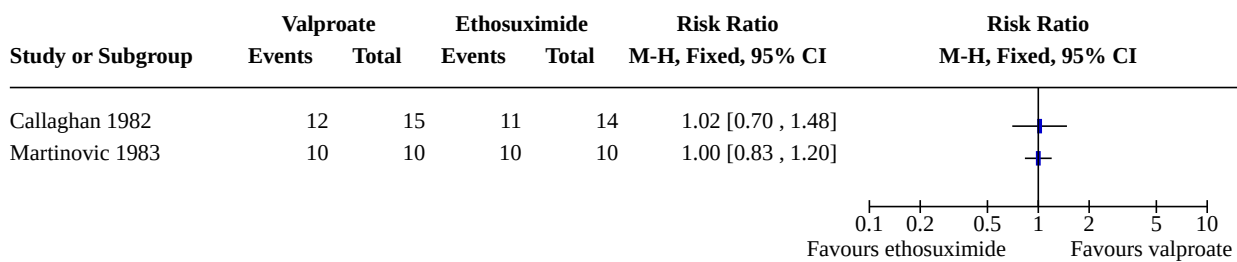 Valproate Ethosuximide Risk Ratio Risk Ratio
Study or Subgroup Events Total Events Total M-H, Fixed, 95% CI M-H, Fixed, 95% CI
Callaghan 1982 12 15 11 14 1.02 [0.70 , 1.48]
Martinovic 1983 10 10 10 10 1.00 [0.83 , 1.20]
0.1 0.2 0.5 1 2 5 10
Favours ethosuximide Favours valproate